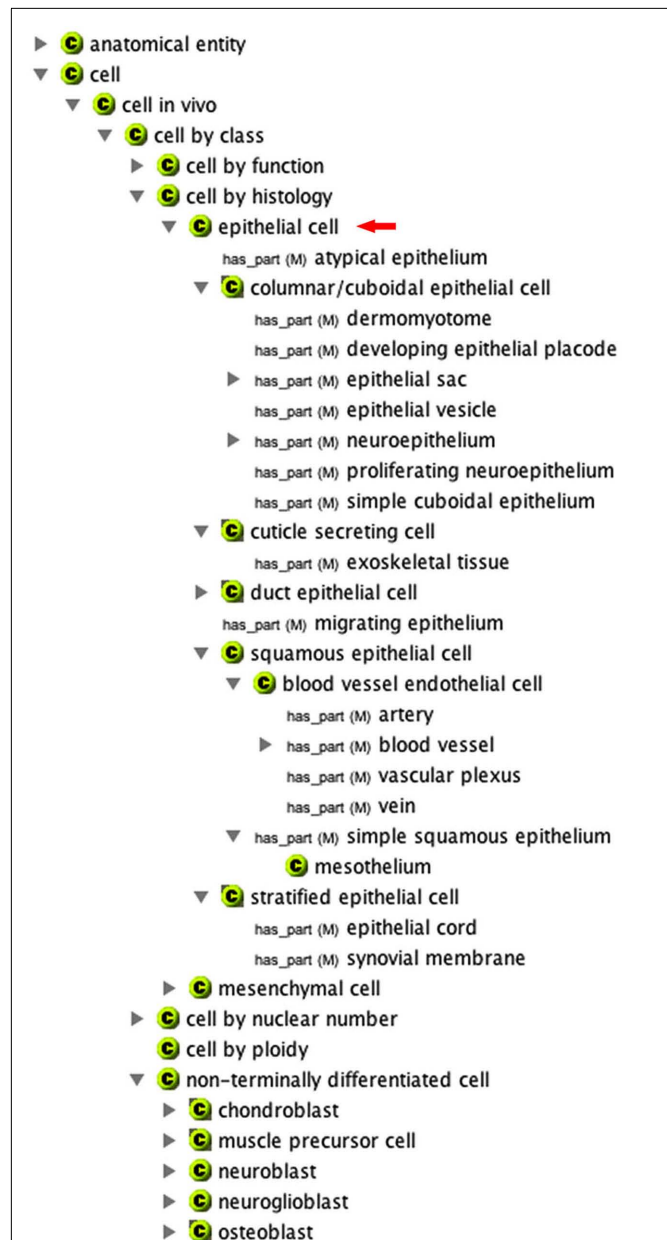 anatomical entity
cell
cell in vivo
cell by class
cell by function
cell by histology
epithelial cell
has_part (M) atypical epithelium
columnar/cuboidal epithelial cell
has_part (M) dermomyotome
has_part (M) developing epithelial placode
has_part (M) epithelial sac
has_part (M) epithelial vesicle
has_part (M) neuroepithelium
has_part (M) proliferating neuroepithelium
has_part (M) simple cuboidal epithelium
cuticle secreting cell
has_part (M) exoskeletal tissue
duct epithelial cell
has_part (M) migrating epithelium
squamous epithelial cell
blood vessel endothelial cell
has_part (M) artery
has_part (M) blood vessel
has_part (M) vascular plexus
has_part (M) vein
has_part (M) simple squamous epithelium
mesothelium
stratified epithelial cell
has_part (M) epithelial cord
has_part (M) synovial membrane
mesenchymal cell
cell by nuclear number
cell by ploidy
non-terminally differentiated cell
chondroblast
muscle precursor cell
neuroblast
neuroglioblast
osteoblast